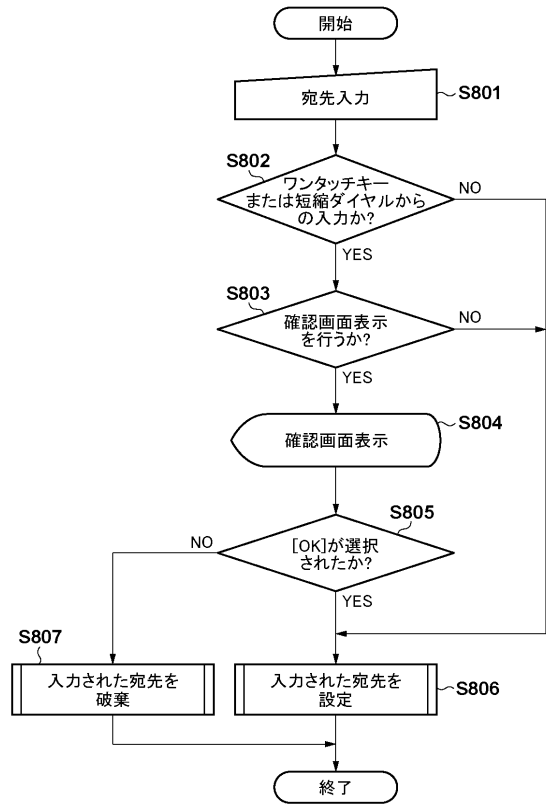 開始
宛先入力
S801
S802
ワンタッチキー
または短縮ダイヤルから
の入力か?
NO
YES
S803
確認画面表示
を行うか?
NO
YES
確認画面表示
S804
S805
[OK]が選択
されたか?
NO
YES
S807
入力された宛先を
破棄
入力された宛先を
設定
S806
終了